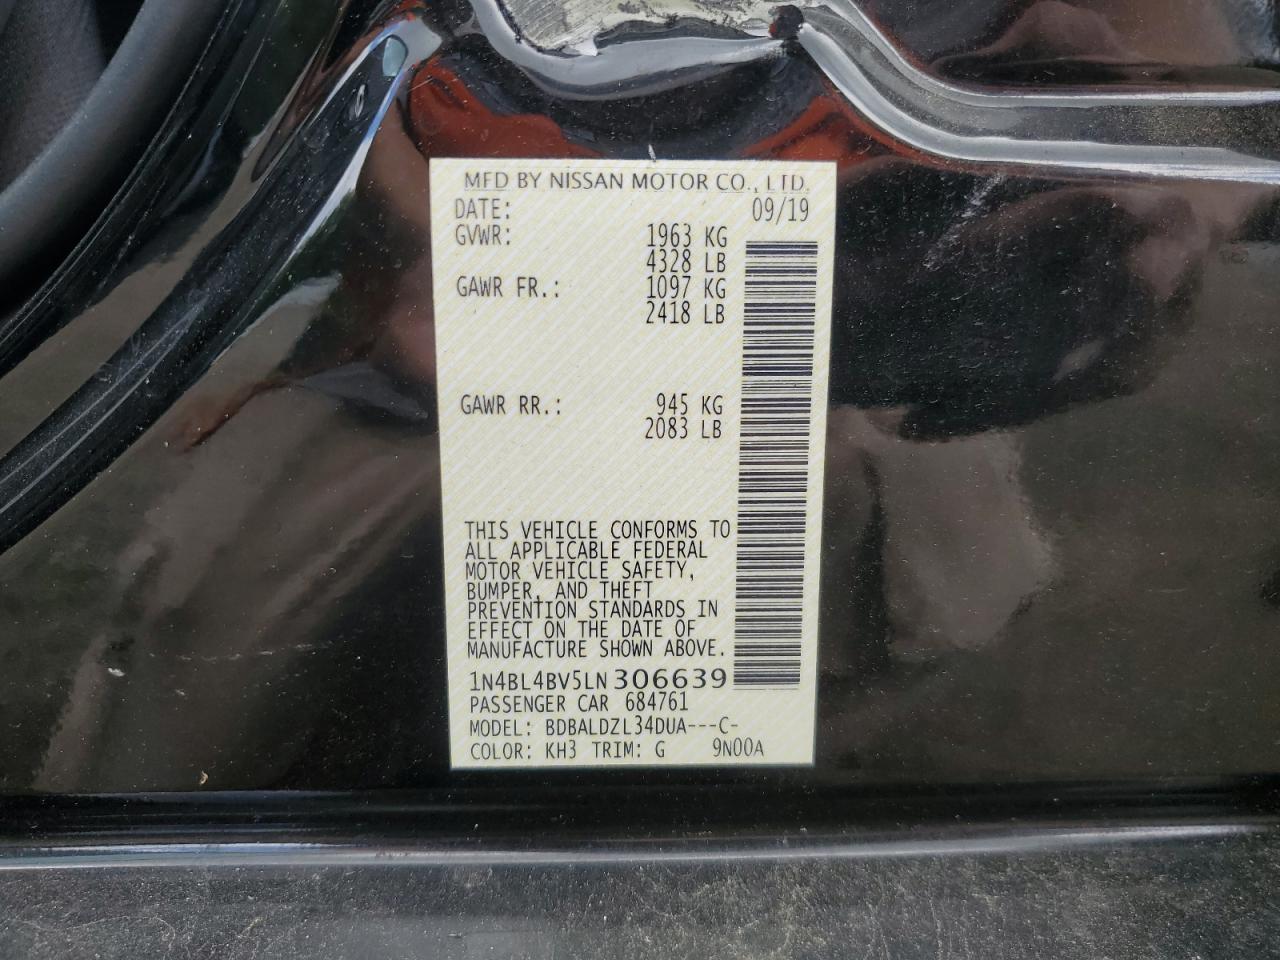 MFD BY NISSAN MOTOR CO., LTD.
DATE: 09/19
GVWR: 1963 KG
4328 LB
GAWR FR.: 1097 KG
2418 LB
GAWR RR.: 945 KG
2083 LB
THIS VEHICLE CONFORMS TO
ALL APPLICABLE FEDERAL
MOTOR VEHICLE SAFETY,
BUMPER, AND THEFT
PREVENTION STANDARDS IN
EFFECT ON THE DATE OF
MANUFACTURE SHOWN ABOVE.
1N4BL4BV5LN306639
PASSENGER CAR 684761
MODEL: BDBALDZL34DUA---C-
COLOR: KH3 TRIM: G 9N00A